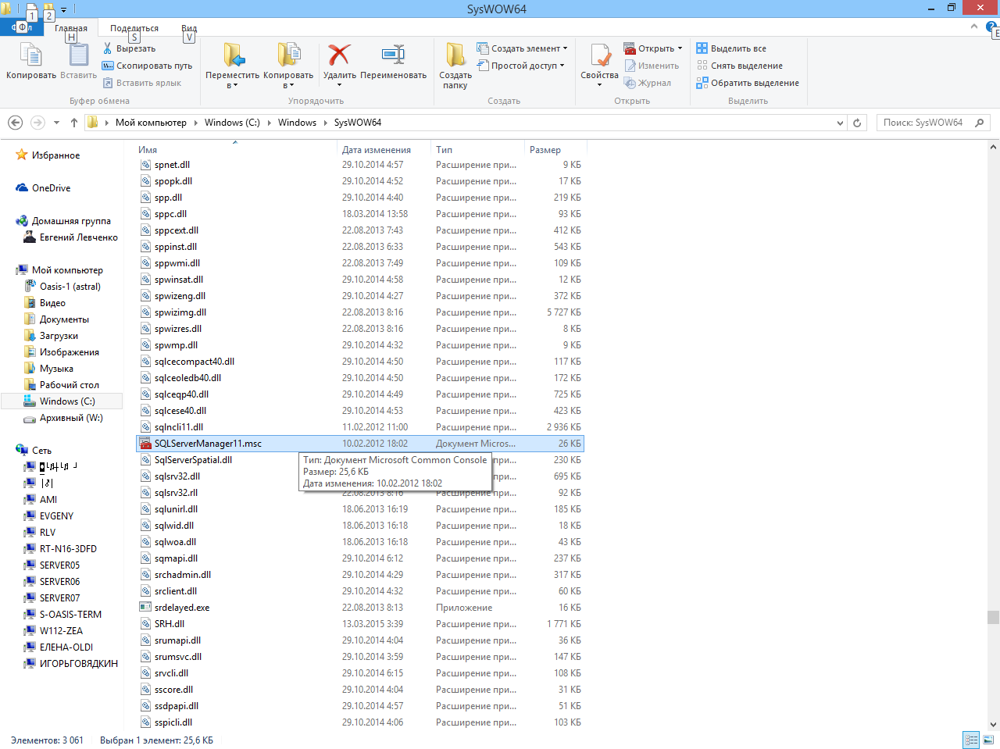 SysWOW64
1 2
Ф
Главная Поделиться Вид
H S V E
Копировать Вставить Вырезать
Скопировать путь
Вставить ярлык
Буфер обмена
Переместить в Копировать в Удалить Переименовать
Упорядочить
Создать папку Создать элемент
Простой доступ
Создать
Свойства Открыть
Изменить
Журнал
Открыть
Выделить все
Снять выделение
Обратить выделение
Выделить
Мой компьютер Windows (C:) Windows SysWOW64
Поиск: SysWOW64
Избранное
OneDrive
Домашняя группа
Евгений Левченко
Мой компьютер
Oasis-1 (astral)
Видео
Документы
Загрузки
Изображения
Музыка
Рабочий стол
Windows (C:)
Архивный (W:)
Сеть
AMI
EVGENY
RLV
RT-N16-3DFD
SERVER05
SERVER06
SERVER07
S-OASIS-TERM
W112-ZEA
ЕЛЕНА-OLDI
ИГОРЬГОВЯДКИН
Имя Дата изменения Тип Размер
spnet.dll 29.10.2014 4:57 Расширение при... 9 КБ
spopk.dll 29.10.2014 4:52 Расширение при... 17 КБ
spp.dll 29.10.2014 4:40 Расширение при... 219 КБ
sppc.dll 18.03.2014 13:58 Расширение при... 93 КБ
sppcext.dll 22.08.2013 7:43 Расширение при... 412 КБ
sppinst.dll 22.08.2013 6:33 Расширение при... 543 КБ
sppwmi.dll 22.08.2013 7:49 Расширение при... 109 КБ
spwinsat.dll 29.10.2014 4:58 Расширение при... 12 КБ
spwizeng.dll 29.10.2014 4:27 Расширение при... 372 КБ
spwizimg.dll 22.08.2013 8:16 Расширение при... 5 727 КБ
spwizres.dll 22.08.2013 8:16 Расширение при... 8 КБ
spwmp.dll 29.10.2014 4:32 Расширение при... 9 КБ
sqlcecompact40.dll 29.10.2014 4:50 Расширение при... 117 КБ
sqlceoledb40.dll 29.10.2014 4:50 Расширение при... 172 КБ
sqlceqp40.dll 29.10.2014 4:49 Расширение при... 725 КБ
sqlcese40.dll 29.10.2014 4:53 Расширение при... 423 КБ
sqlncli11.dll 11.02.2012 11:00 Расширение при... 2 936 КБ
SQLServerManager11.msc 10.02.2012 18:02 Документ Micros... 26 КБ
SqlServerSpatial.dll при... 230 КБ
sqlsrv32.dll при... 695 КБ
sqlsrv32.rll 22.08.2013 8:16 Расширение при... 92 КБ
Тип: Документ Microsoft Common Console
Размер: 25,6 КБ
Дата изменения: 10.02.2012 18:02
sqlunirl.dll 18.06.2013 16:19 Расширение при... 185 КБ
sqlwid.dll 18.06.2013 16:18 Расширение при... 18 КБ
sqlwoa.dll 18.06.2013 16:18 Расширение при... 43 КБ
sqmapi.dll 29.10.2014 6:12 Расширение при... 237 КБ
srchadmin.dll 29.10.2014 4:29 Расширение при... 317 КБ
srclient.dll 29.10.2014 4:32 Расширение при... 60 КБ
srdelayed.exe 22.08.2013 8:13 Приложение 16 КБ
SRH.dll 13.03.2015 3:39 Расширение при... 1 771 КБ
srumapi.dll 29.10.2014 4:04 Расширение при... 36 КБ
srumsvc.dll 29.10.2014 3:59 Расширение при... 147 КБ
srvcli.dll 29.10.2014 6:15 Расширение при... 108 КБ
sscore.dll 29.10.2014 4:04 Расширение при... 31 КБ
ssdpapi.dll 29.10.2014 4:57 Расширение при... 51 КБ
sspicli.dll 29.10.2014 4:06 Расширение при... 103 КБ
Элементов: 3 061 Выбран 1 элемент: 25,6 КБ